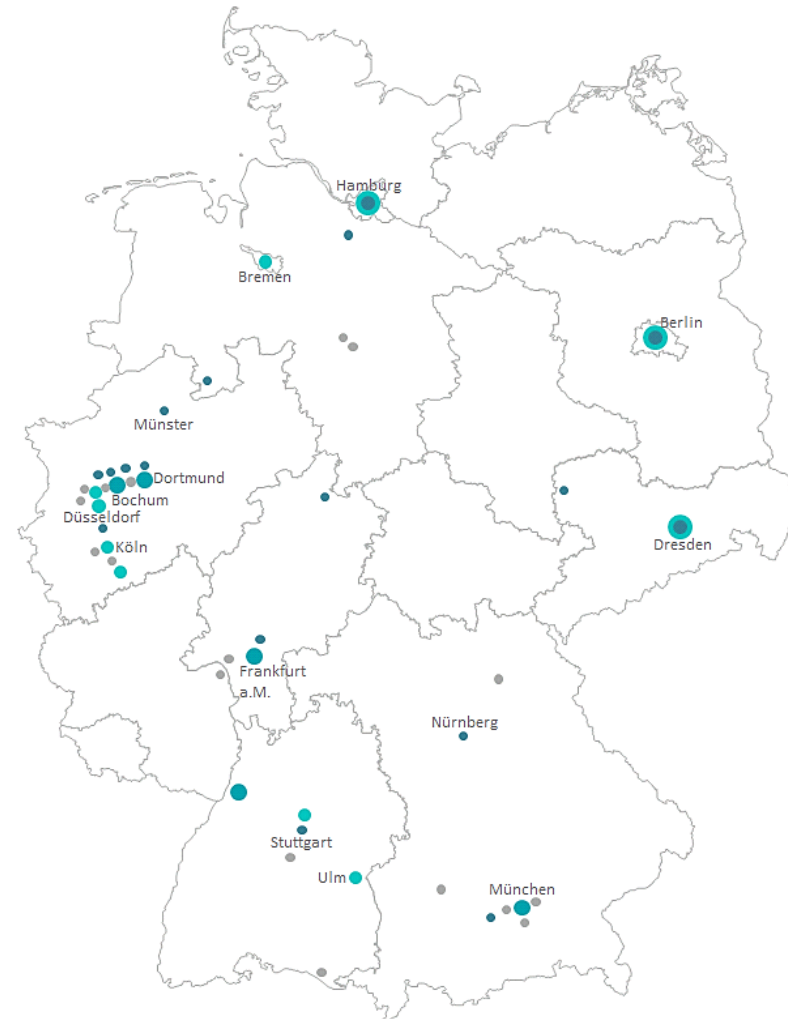 Hamburg
Bremen
Berlin
Münster
Dortmund
Bochum
Düsseldorf
Köln
Dresden
Frankfurt
a.M.
Nürnberg
Stuttgart
Ulm
München